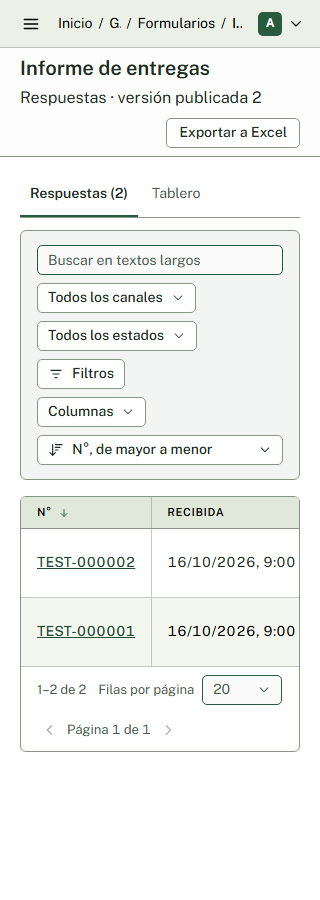 Inicio / G. / Formularios / I.. A
Informe de entregas
Respuestas · versión publicada 2
Exportar a Excel
Respuestas (2) Tablero
Buscar en textos largos
Todos los canales
Todos los estados
Filtros
Columnas
N°, de mayor a menor
N° ↓ RECIBIDA
TEST-000002 16/10/2026, 9:00
TEST-000001 16/10/2026, 9:00
1–2 de 2 Filas por página 20
Página 1 de 1